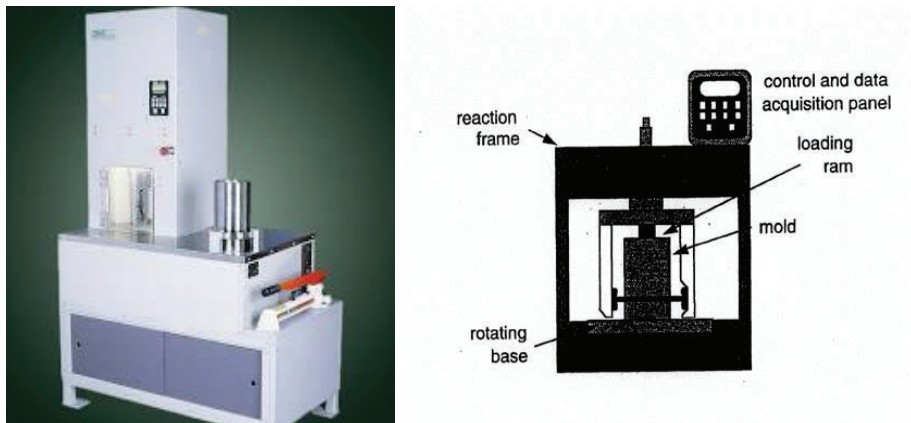 control and data
acquisition panel
reaction
frame
loading
ram
mold
rotating
base